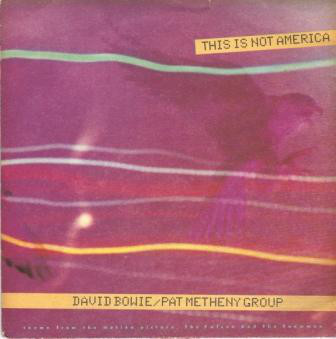 THIS IS NOT AMERICA
DAVID BOWIE/PAT METHENY GROUP
theme from the motion picture, The Falcon and The Snowman